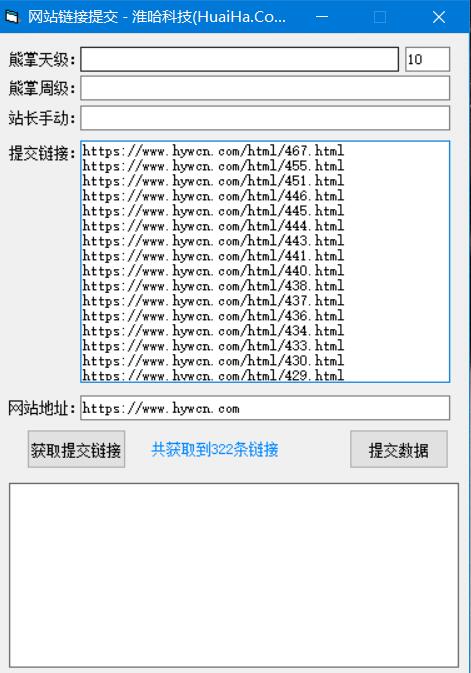 网站链接提交 - 淮哈科技(HuaiHa.Co...
熊掌天级: 10
熊掌周级:
站长手动:
提交链接:
https://www.hywcn.com/html/467.html
https://www.hywcn.com/html/455.html
https://www.hywcn.com/html/451.html
https://www.hywcn.com/html/446.html
https://www.hywcn.com/html/445.html
https://www.hywcn.com/html/444.html
https://www.hywcn.com/html/443.html
https://www.hywcn.com/html/441.html
https://www.hywcn.com/html/440.html
https://www.hywcn.com/html/438.html
https://www.hywcn.com/html/437.html
https://www.hywcn.com/html/436.html
https://www.hywcn.com/html/434.html
https://www.hywcn.com/html/433.html
https://www.hywcn.com/html/430.html
https://www.hywcn.com/html/429.html
网站地址: https://www.hywcn.com
获取提交链接 共获取到322条链接 提交数据